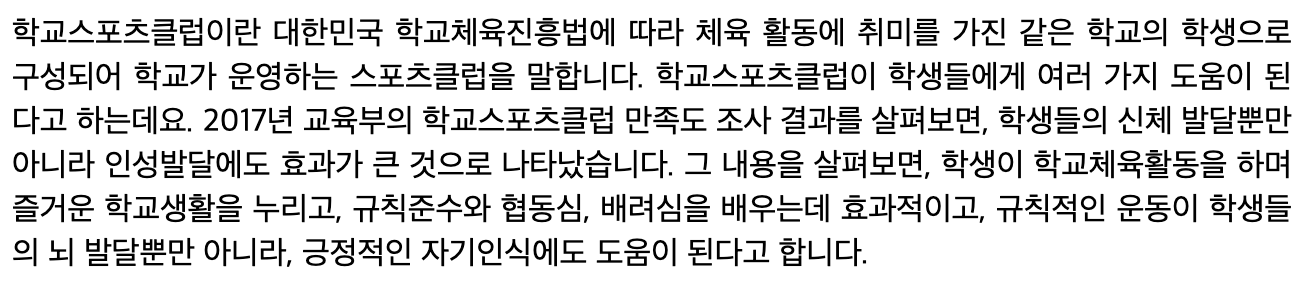 학교스포츠클럽이란 대한민국 학교체육진흥법에 따라 체육 활동에 취미를 가진 같은 학교의 학생으로
구성되어 학교가 운영하는 스포츠클럽을 말합니다. 학교스포츠클럽이 학생들에게 여러 가지 도움이 된
다고 하는데요. 2017년 교육부의 학교스포츠클럽 만족도 조사 결과를 살펴보면, 학생들의 신체 발달뿐만
아니라 인성발달에도 효과가 큰 것으로 나타났습니다. 그 내용을 살펴보면, 학생이 학교체육활동을 하며
즐거운 학교생활을 누리고, 규칙준수와 협동심, 배려심을 배우는데 효과적이고, 규칙적인 운동이 학생들
의 뇌 발달뿐만 아니라, 긍정적인 자기인식에도 도움이 된다고 합니다.